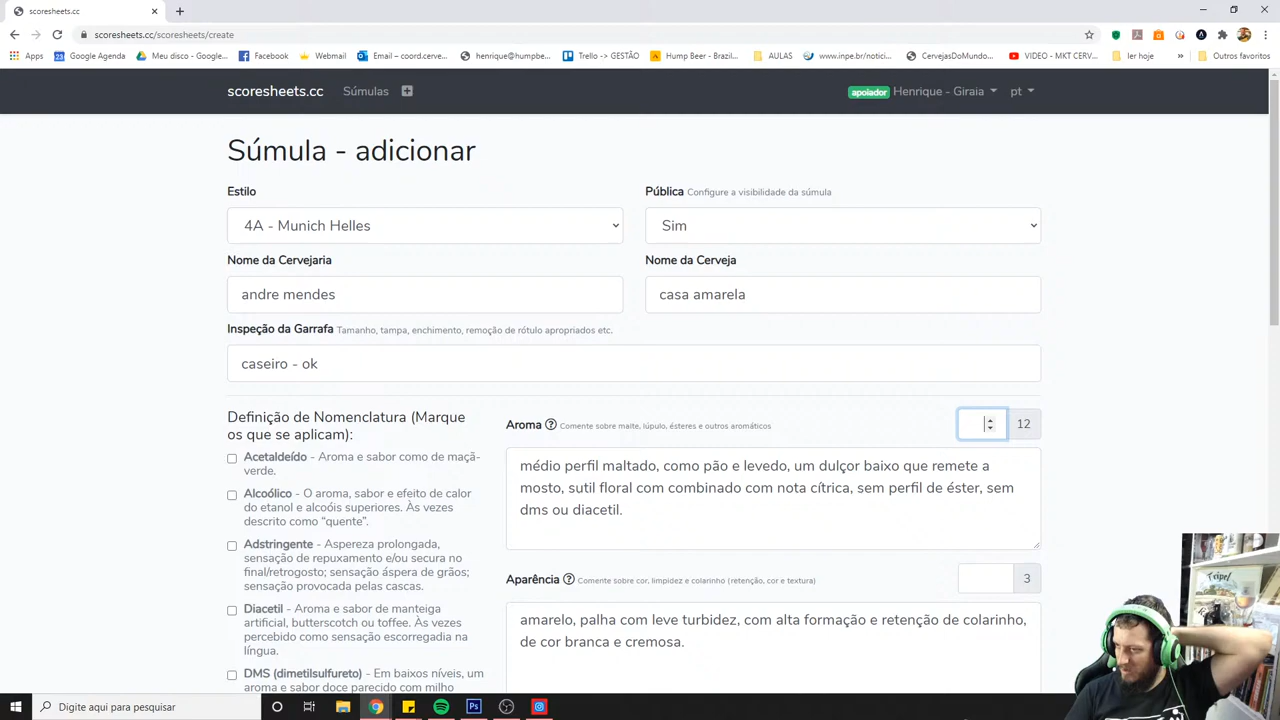 scoresheets.cc
scoresheets.cc/scoresheets/create
Apps
Google Agenda
Meu disco - Google...
Facebook
Webmail
Email – coord.cerve...
henrique@humpbe...
Trello -> GESTÃO
Hump Beer - Brazil...
AULAS
www.inpe.br/notici...
CervejasDoMundo...
VIDEO - MKT CERV...
ler hoje
»
Outros favoritos
scoresheets.cc Súmulas
apoiador Henrique - Giraia pt
Súmula - adicionar
Estilo
Pública Configure a visibilidade da súmula
4A - Munich Helles
Sim
Nome da Cervejaria
Nome da Cerveja
andre mendes
casa amarela
Inspeção da Garrafa Tamanho, tampa, enchimento, remoção de rótulo apropriados etc.
caseiro - ok
Definição de Nomenclatura (Marque
os que se aplicam):
Acetaldeído - Aroma e sabor como de maçã-
verde.
Alcoólico - O aroma, sabor e efeito de calor
do etanol e alcoóis superiores. Às vezes
descrito como “quente”.
Adstringente - Aspereza prolongada,
sensação de repuxamento e/ou secura no
final/retrogosto; sensação áspera de grãos;
sensação provocada pelas cascas.
Diacetil - Aroma e sabor de manteiga
artificial, butterscotch ou toffee. Às vezes
percebido como sensação escorregadia na
língua.
DMS (dimetilsulfureto) - Em baixos níveis, um
aroma e sabor doce parecido com milho
Aroma Comente sobre malte, lúpulo, ésteres e outros aromáticos
12
médio perfil maltado, como pão e levedo, um dulçor baixo que remete a
mosto, sutil floral com combinado com nota cítrica, sem perfil de éster, sem
dms ou diacetil.
Aparência Comente sobre cor, limpidez e colarinho (retenção, cor e textura)
3
amarelo, palha com leve turbidez, com alta formação e retenção de colarinho,
de cor branca e cremosa.
Tripel
Digite aqui para pesquisar